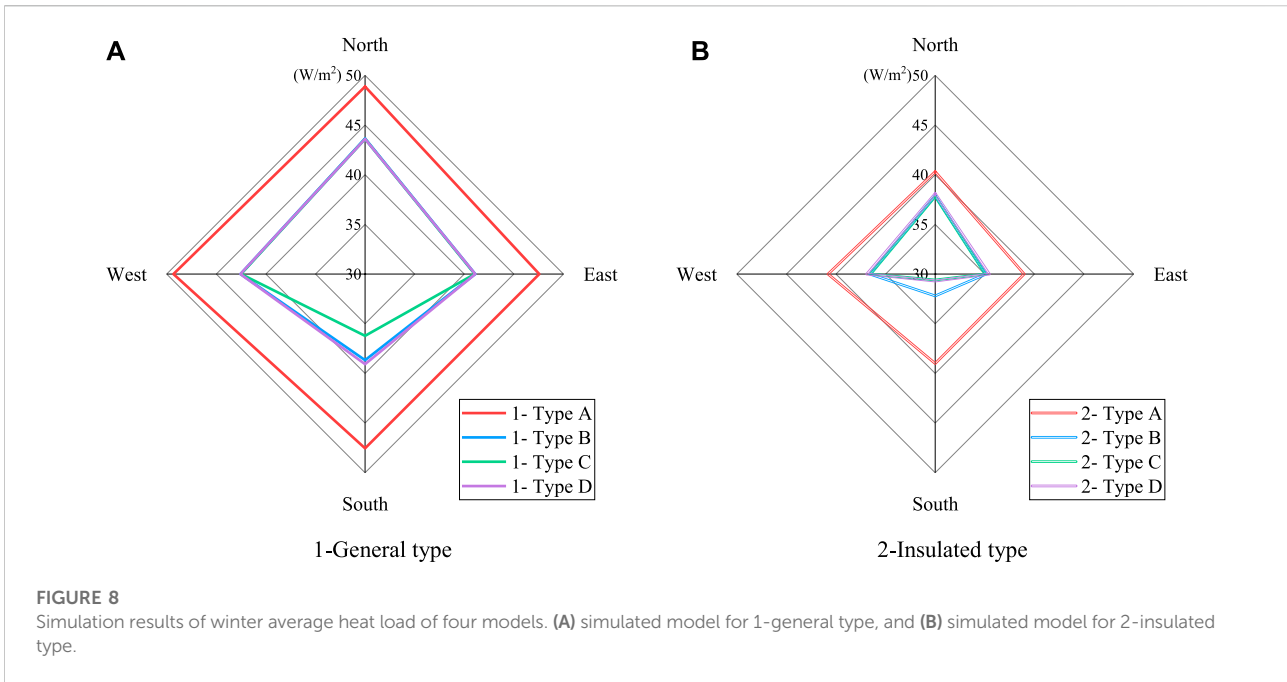 A
North
(W/m²) 50
45
40
35
30
West
East
South
1- Type A
1- Type B
1- Type C
1- Type D
1-General type
B
North
(W/m²) 50
45
40
35
30
West
East
South
2- Type A
2- Type B
2- Type C
2- Type D
2-Insulated type
FIGURE 8
Simulation results of winter average heat load of four models. (A) simulated model for 1-general type, and (B) simulated model for 2-insulated
type.